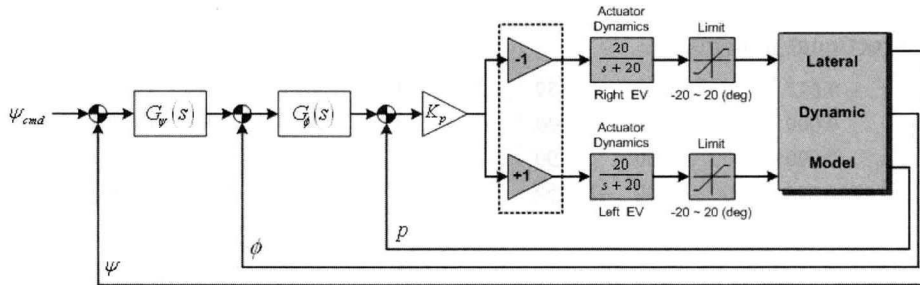 Actuator Dynamics
20
s + 20
Right EV
Limit
-20 ~ 20 (deg)
Lateral
Dynamic
Model
-1
ψcmd
Gψ(s)
Gϕ(s)
Kp
+1
Actuator Dynamics
20
s + 20
Left EV
Limit
-20 ~ 20 (deg)
p
ϕ
ψ